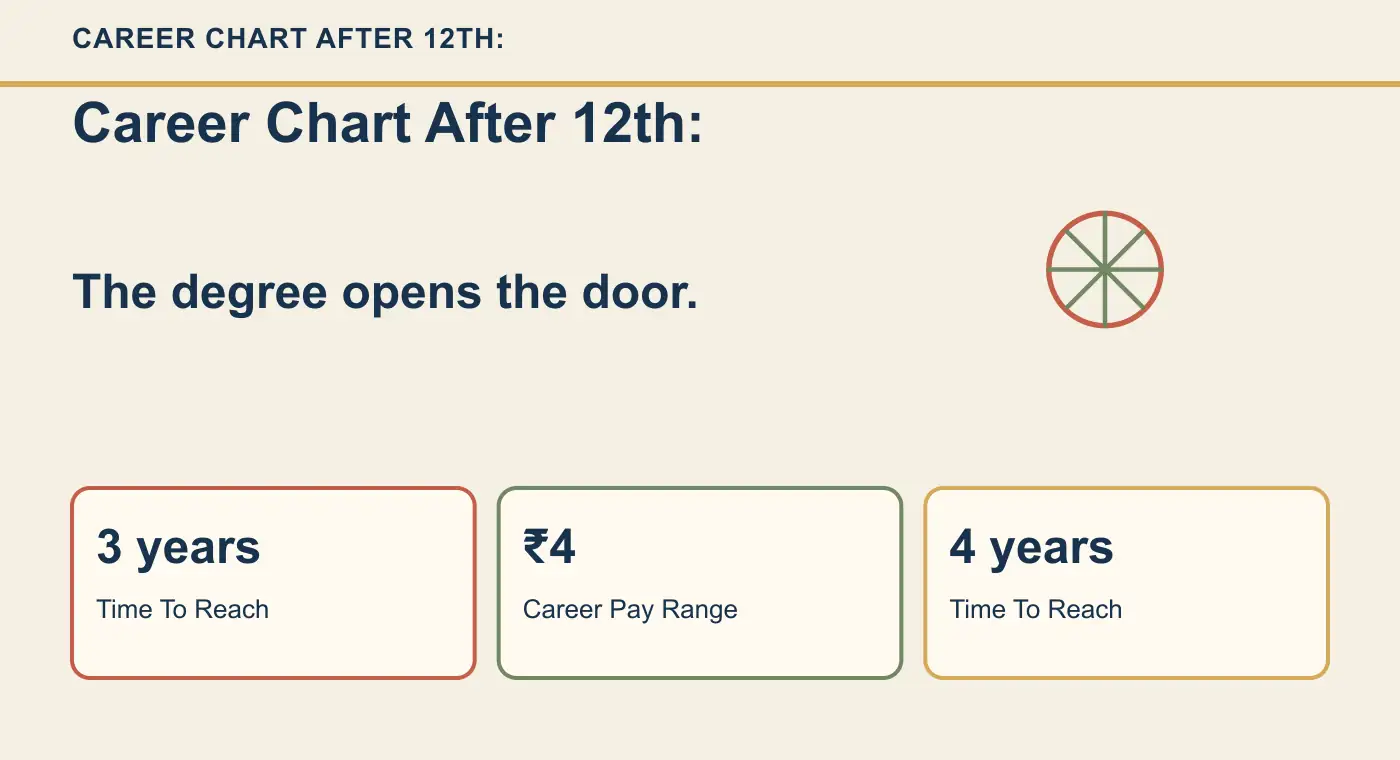 CAREER CHART AFTER 12TH:
Career Chart After 12th:
The degree opens the door.
3 years
Time To Reach
₹4
Career Pay Range
4 years
Time To Reach